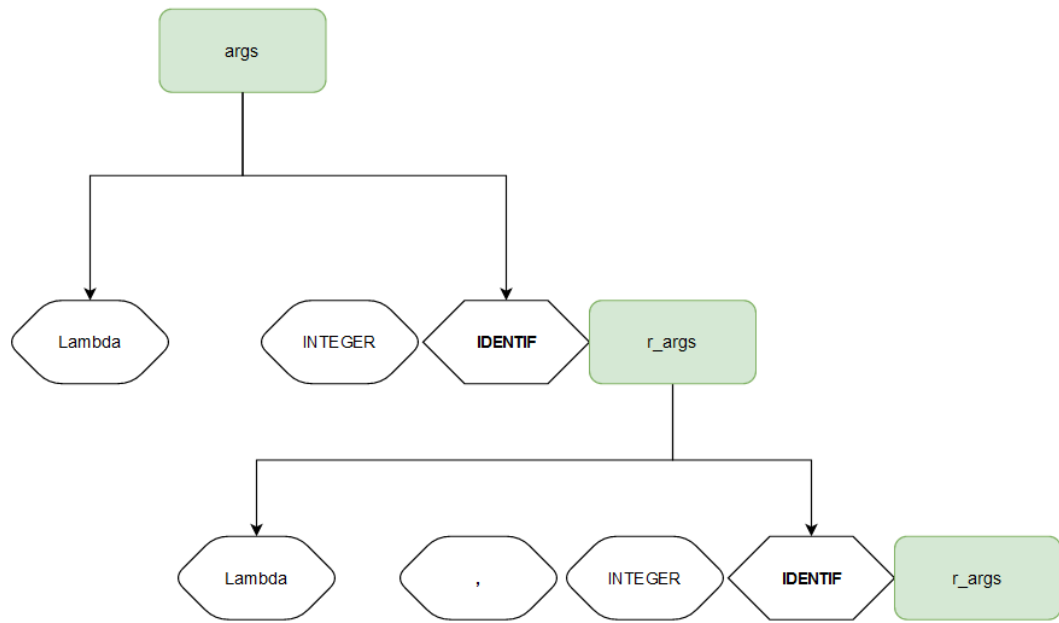 args
Lambda
INTEGER
IDENTIF
r_args
Lambda
,
INTEGER
IDENTIF
r_args